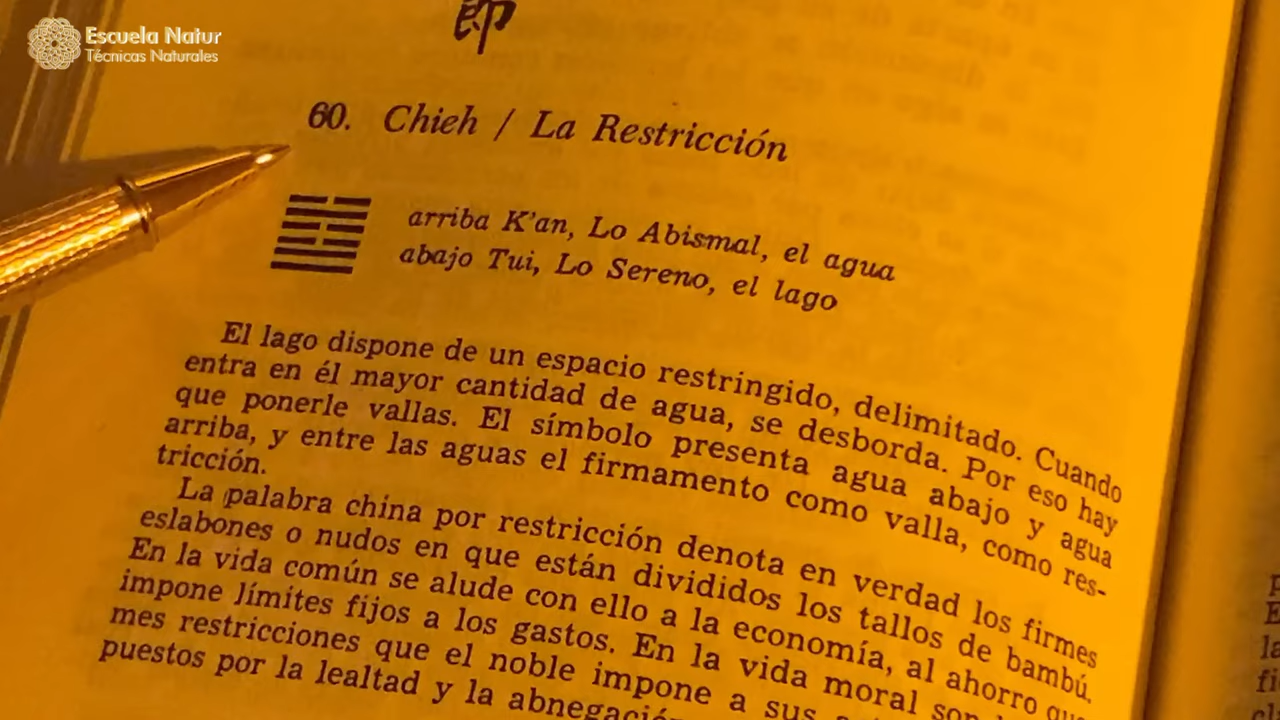 Escuela Natur
Técnicas Naturales
60. Chieh / La Restricción
arriba K'an, Lo Abismal, el agua
abajo Tui, Lo Sereno, el lago
El lago dispone de un espacio restringido, delimitado. Cuando
entra en él mayor cantidad de agua, se desborda. Por eso hay
que ponerle vallas. El símbolo presenta agua abajo y agua
arriba, y entre las aguas el firmamento como valla, como res-
tricción.
La palabra china por restricción denota en verdad los firmes
eslabones o nudos en que están divididos los tallos de bambú.
En la vida común se alude con ello a la economía, al ahorro que
impone límites fijos a los gastos. En la vida moral son
mes restricciones que el noble impone a sus
puestos por la lealtad y la abnegación